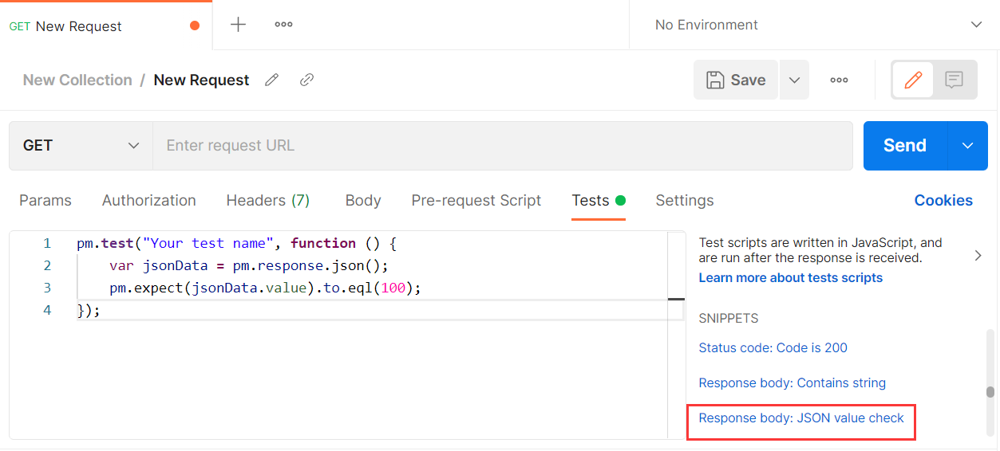 GET New Request
No Environment
New Collection / New Request
Save
GET
Enter request URL
Send
Params Authorization Headers (7) Body Pre-request Script Tests Settings Cookies
1 pm.test("Your test name", function () {
2 var jsonData = pm.response.json();
3 pm.expect(jsonData.value).to.eql(100);
4 });
Test scripts are written in JavaScript, and
are run after the response is received.
Learn more about tests scripts
SNIPPETS
Status code: Code is 200
Response body: Contains string
Response body: JSON value check